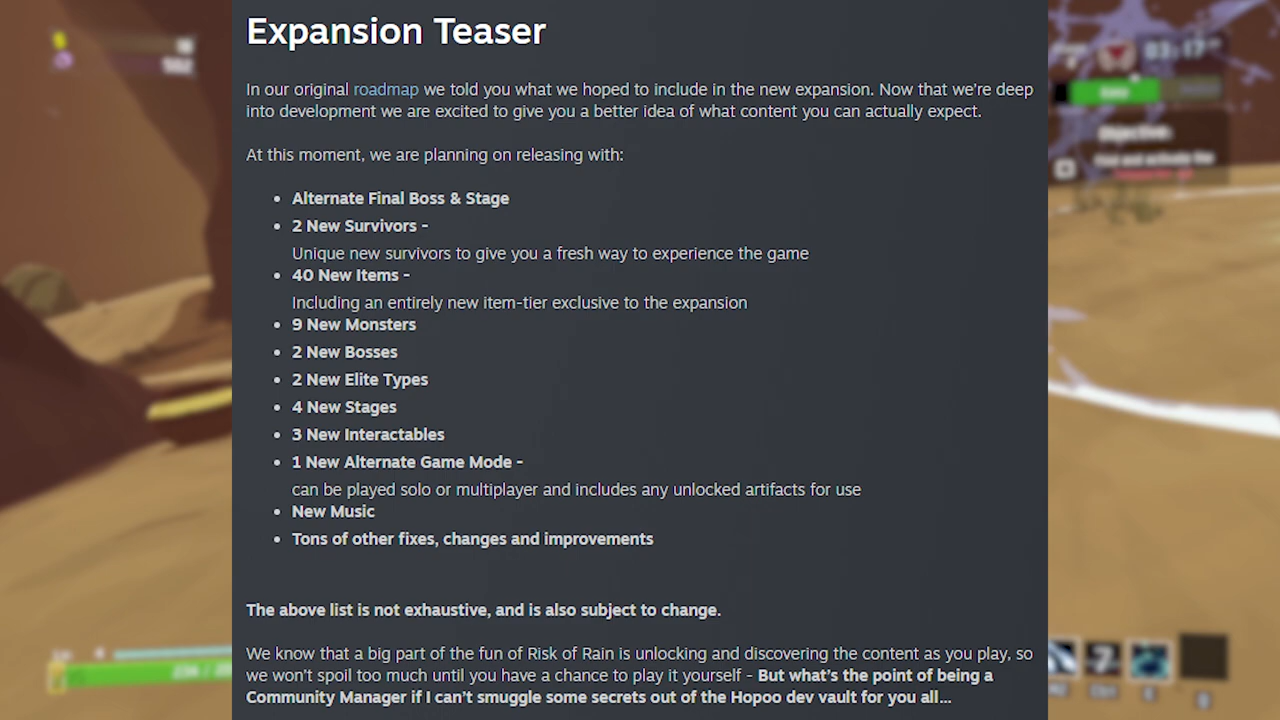 Expansion Teaser
In our original roadmap we told you what we hoped to include in the new expansion. Now that we're deep
into development we are excited to give you a better idea of what content you can actually expect.
At this moment, we are planning on releasing with:
• Alternate Final Boss & Stage
• 2 New Survivors -
Unique new survivors to give you a fresh way to experience the game
• 40 New Items -
Including an entirely new item-tier exclusive to the expansion
• 9 New Monsters
• 2 New Bosses
• 2 New Elite Types
• 4 New Stages
• 3 New Interactables
• 1 New Alternate Game Mode -
can be played solo or multiplayer and includes any unlocked artifacts for use
• New Music
• Tons of other fixes, changes and improvements
The above list is not exhaustive, and is also subject to change.
We know that a big part of the fun of Risk of Rain is unlocking and discovering the content as you play, so
we won't spoil too much until you have a chance to play it yourself - But what's the point of being a
Community Manager if I can't smuggle some secrets out of the Hopoo dev vault for you all...
03:17
Objective:
Find and activate the